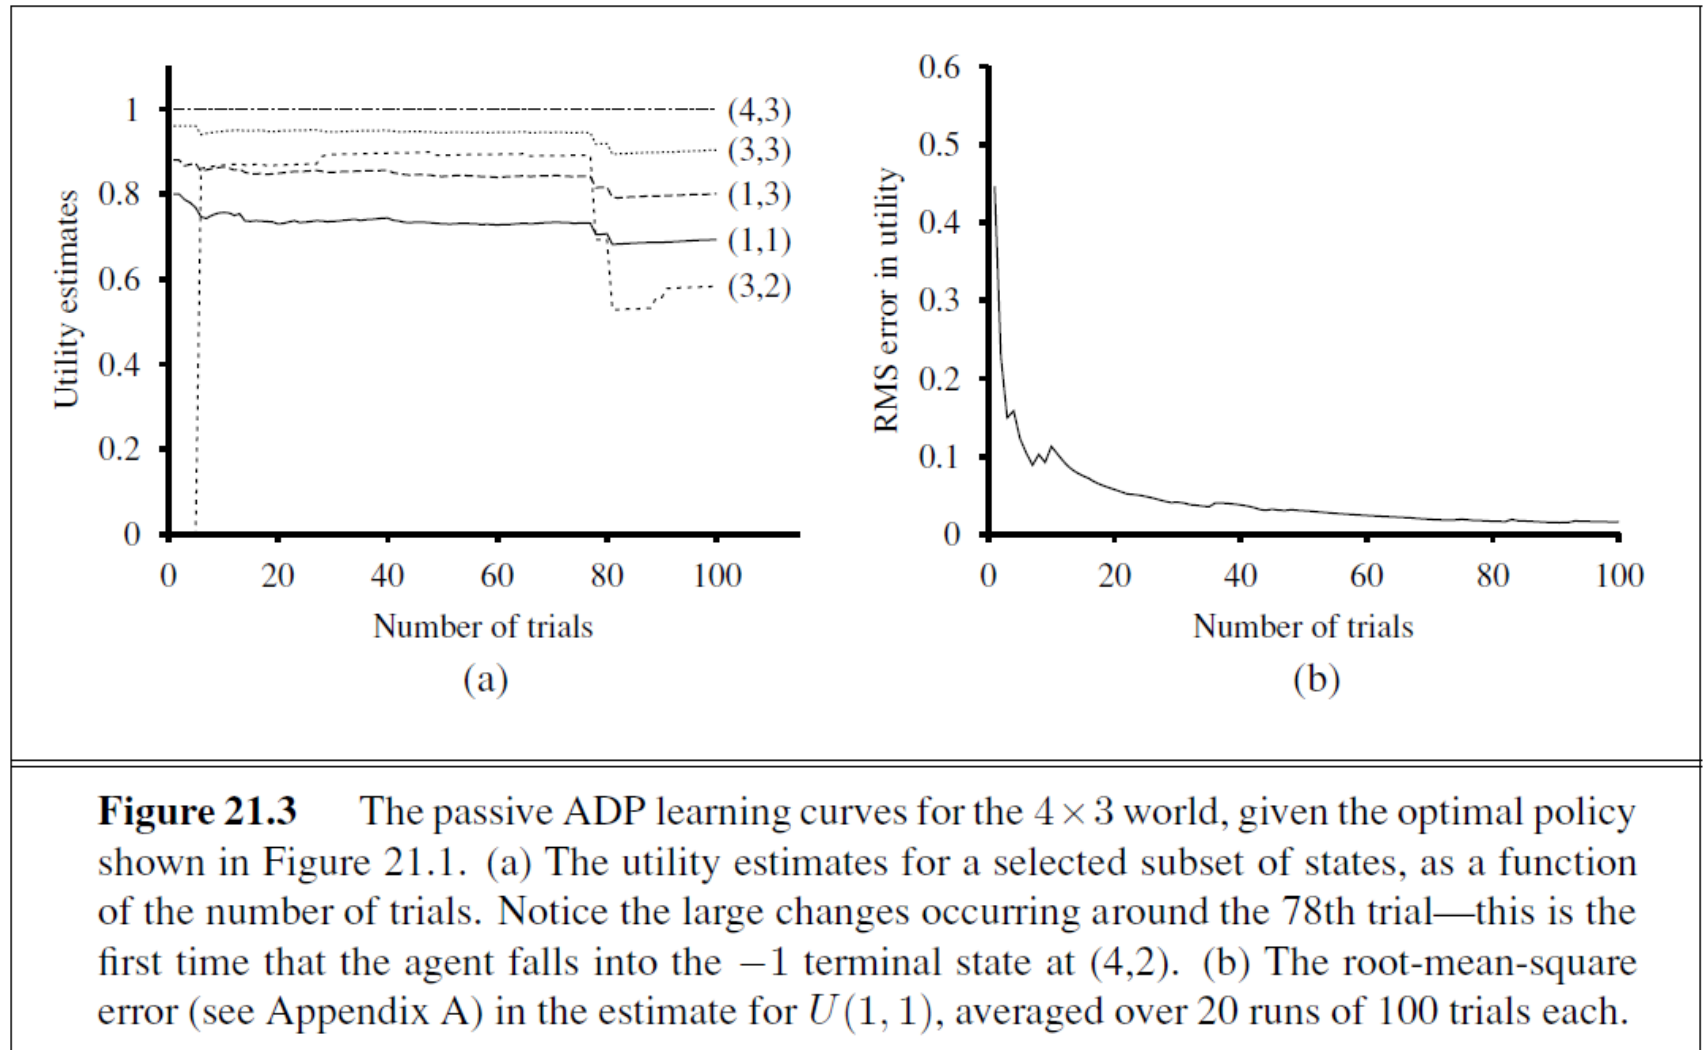 Utility estimates
1
0.8
0.6
0.4
0.2
0
0 20 40 60 80 100
Number of trials
(4,3)
(3,3)
(1,3)
(1,1)
(3,2)
(a)
RMS error in utility
0.6
0.5
0.4
0.3
0.2
0.1
0
0 20 40 60 80 100
Number of trials
(b)
Figure 21.3 The passive ADP learning curves for the 4 × 3 world, given the optimal policy
shown in Figure 21.1. (a) The utility estimates for a selected subset of states, as a function
of the number of trials. Notice the large changes occurring around the 78th trial—this is the
first time that the agent falls into the −1 terminal state at (4,2). (b) The root-mean-square
error (see Appendix A) in the estimate for U(1, 1), averaged over 20 runs of 100 trials each.